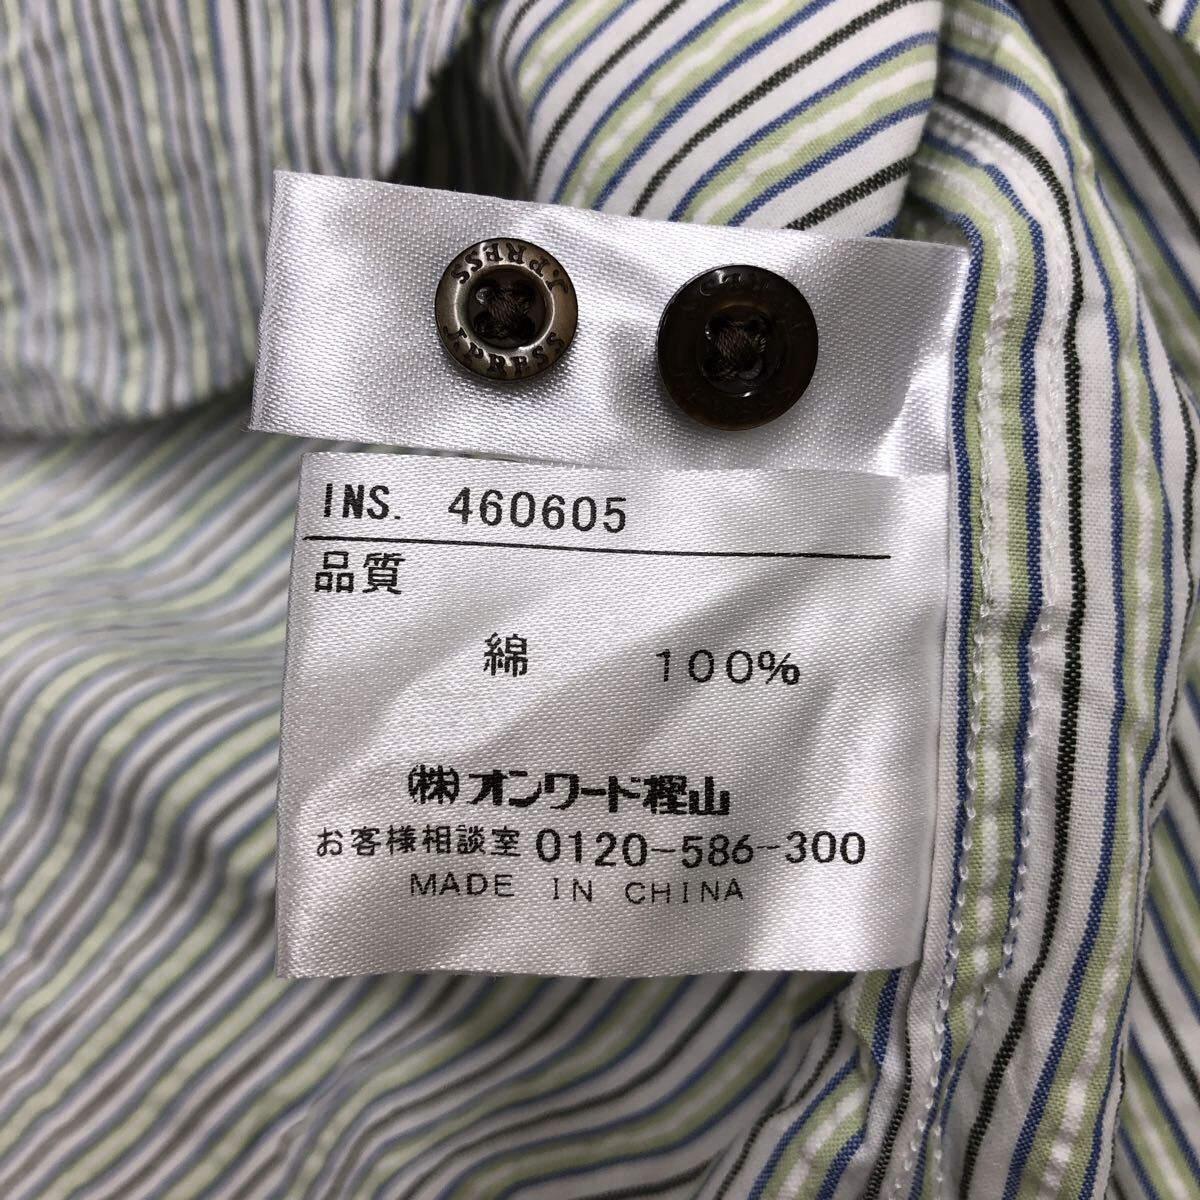 J.PRESS
J.PRESS
INS. 460605
品質
綿 100%
(株)オンワード樫山
お客様相談室 0120-586-300
MADE IN CHINA